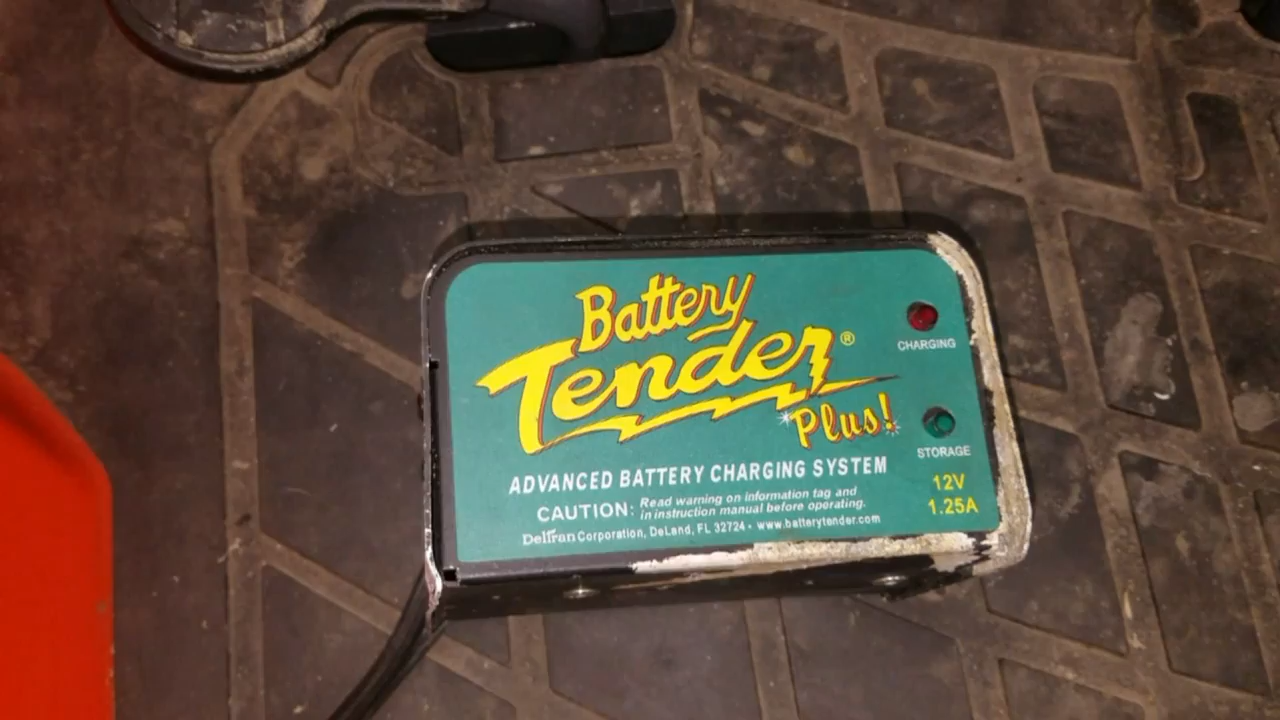 Battery
Tender®
Plus!
CHARGING
STORAGE
12V
1.25A
ADVANCED BATTERY CHARGING SYSTEM
CAUTION: Read warning on information tag and
in instruction manual before operating.
Deltran Corporation, DeLand, FL 32724 • www.batterytender.com